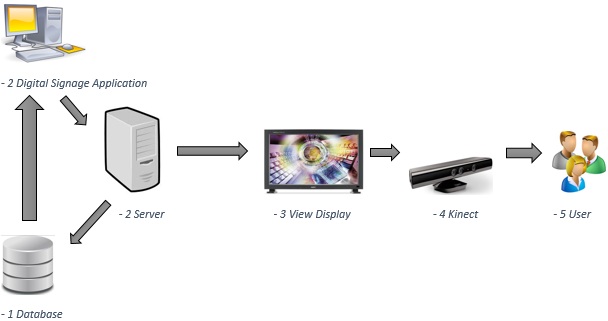 - 2 Digital Signage Application
- 2 Server
- 3 View Display
- 4 Kinect
- 5 User
- 1 Database